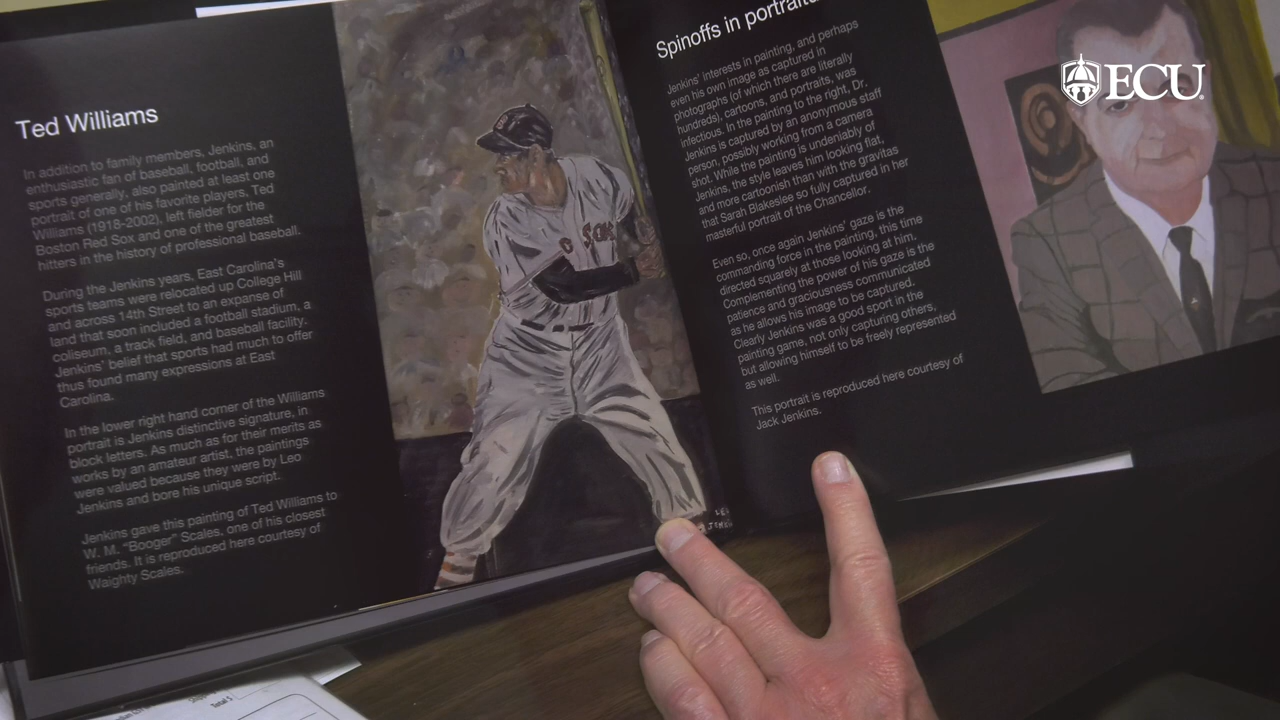 Ted Williams
In addition to family members, Jenkins, an
enthusiastic fan of baseball, football, and
sports generally, also painted at least one
portrait of one of his favorite players, Ted
Williams (1918-2002), left fielder for the
Boston Red Sox and one of the greatest
hitters in the history of professional baseball.
During the Jenkins years, East Carolina's
sports teams were relocated up College Hill
and across 14th Street to an expanse of
land that soon included a football stadium, a
coliseum, a track field, and baseball facility.
Jenkins' belief that sports had much to offer
thus found many expressions at East
Carolina.
In the lower right hand corner of the Williams
portrait is Jenkins distinctive signature, in
block letters. As much as for their merits as
works by an amateur artist, the paintings
were valued because they were by Leo
Jenkins and bore his unique script.
Jenkins gave this painting of Ted Williams to
W. M. "Booger" Scales, one of his closest
friends. It is reproduced here courtesy of
Waighty Scales.
Spinoffs in
Jenkins' interests in painting, and perhaps
even his own image as captured in
photographs (of which there are literally
hundreds), cartoons, and portraits, was
infectious. In the painting to the right, Dr.
Jenkins is captured by an anonymous staff
person, possibly working from a camera
shot. While the painting is undeniably of
Jenkins, the style leaves him looking flat,
and more cartoonish than with the gravitas
that Sarah Blakeslee so fully captured in her
masterful portrait of the Chancellor.
Even so, once again Jenkins' gaze is the
commanding force in the painting, this time
directed squarely at those looking at him.
Complementing the power of his gaze is the
patience and graciousness communicated
as he allows his image to be captured.
Clearly Jenkins was a good sport in the
painting game, not only capturing others,
but allowing himself to be freely represented
as well.
This portrait is reproduced here courtesy of
Jack Jenkins.
ECU
Total